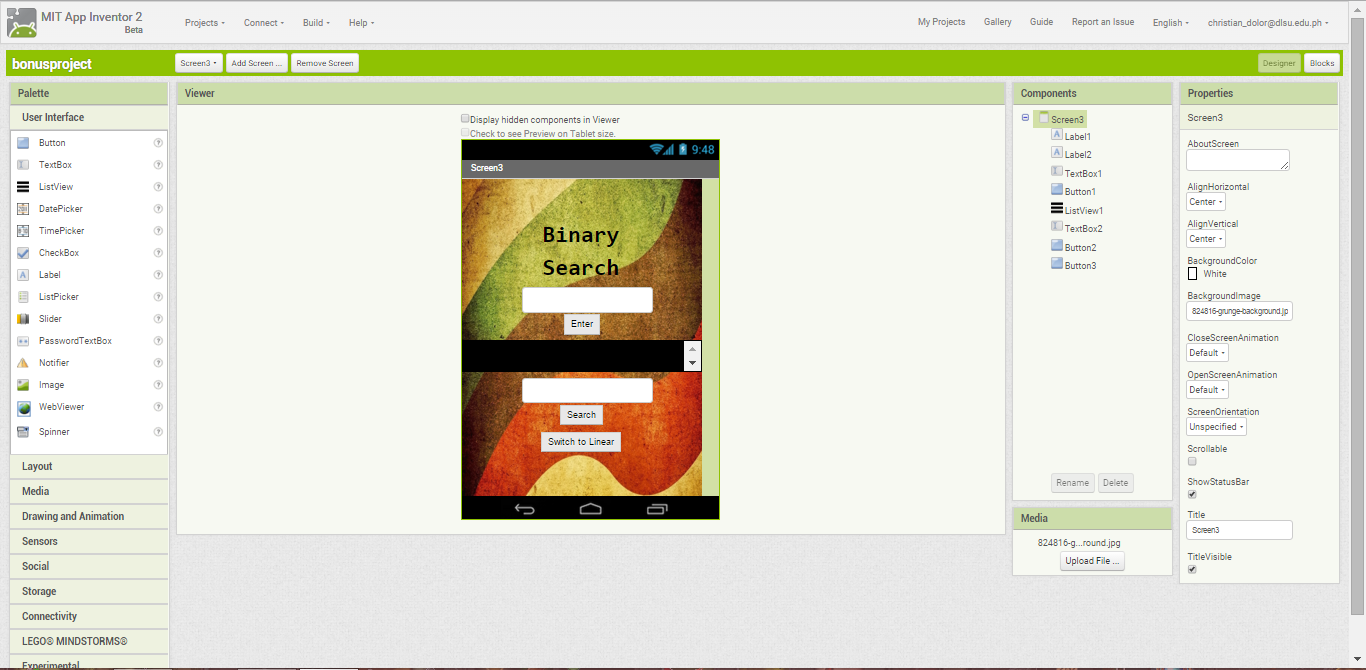 MIT App Inventor 2
Beta
Projects Connect Build Help
My Projects Gallery Guide Report an Issue English christian_dolor@dlsu.edu.ph
bonusproject
Screen3 Add Screen ... Remove Screen
Designer Blocks
Palette
User Interface
Button ?
TextBox ?
ListView ?
DatePicker ?
TimePicker ?
CheckBox ?
Label ?
ListPicker ?
Slider ?
PasswordTextBox ?
Notifier ?
Image ?
WebViewer ?
Spinner ?
Layout
Media
Drawing and Animation
Sensors
Social
Storage
Connectivity
LEGO® MINDSTORMS®
Experimental
Viewer
Display hidden components in Viewer
Check to see Preview on Tablet size.
9:48
Screen3
Binary
Search
Enter
Search
Switch to Linear
Components
Screen3
Label1
Label2
TextBox1
Button1
ListView1
TextBox2
Button2
Button3
Rename Delete
Media
824816-g...round.jpg
Upload File ...
Properties
Screen3
AboutScreen
AlignHorizontal
Center
AlignVertical
Center
BackgroundColor
White
BackgroundImage
824816-grunge-background.jp
CloseScreenAnimation
Default
OpenScreenAnimation
Default
ScreenOrientation
Unspecified
Scrollable
ShowStatusBar
Title
Screen3
TitleVisible